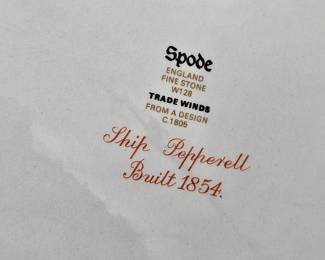 Spode
ENGLAND
FINE STONE
W128
TRADE WINDS
FROM A DESIGN
C.1805
Ship Pepperell
Built 1854.